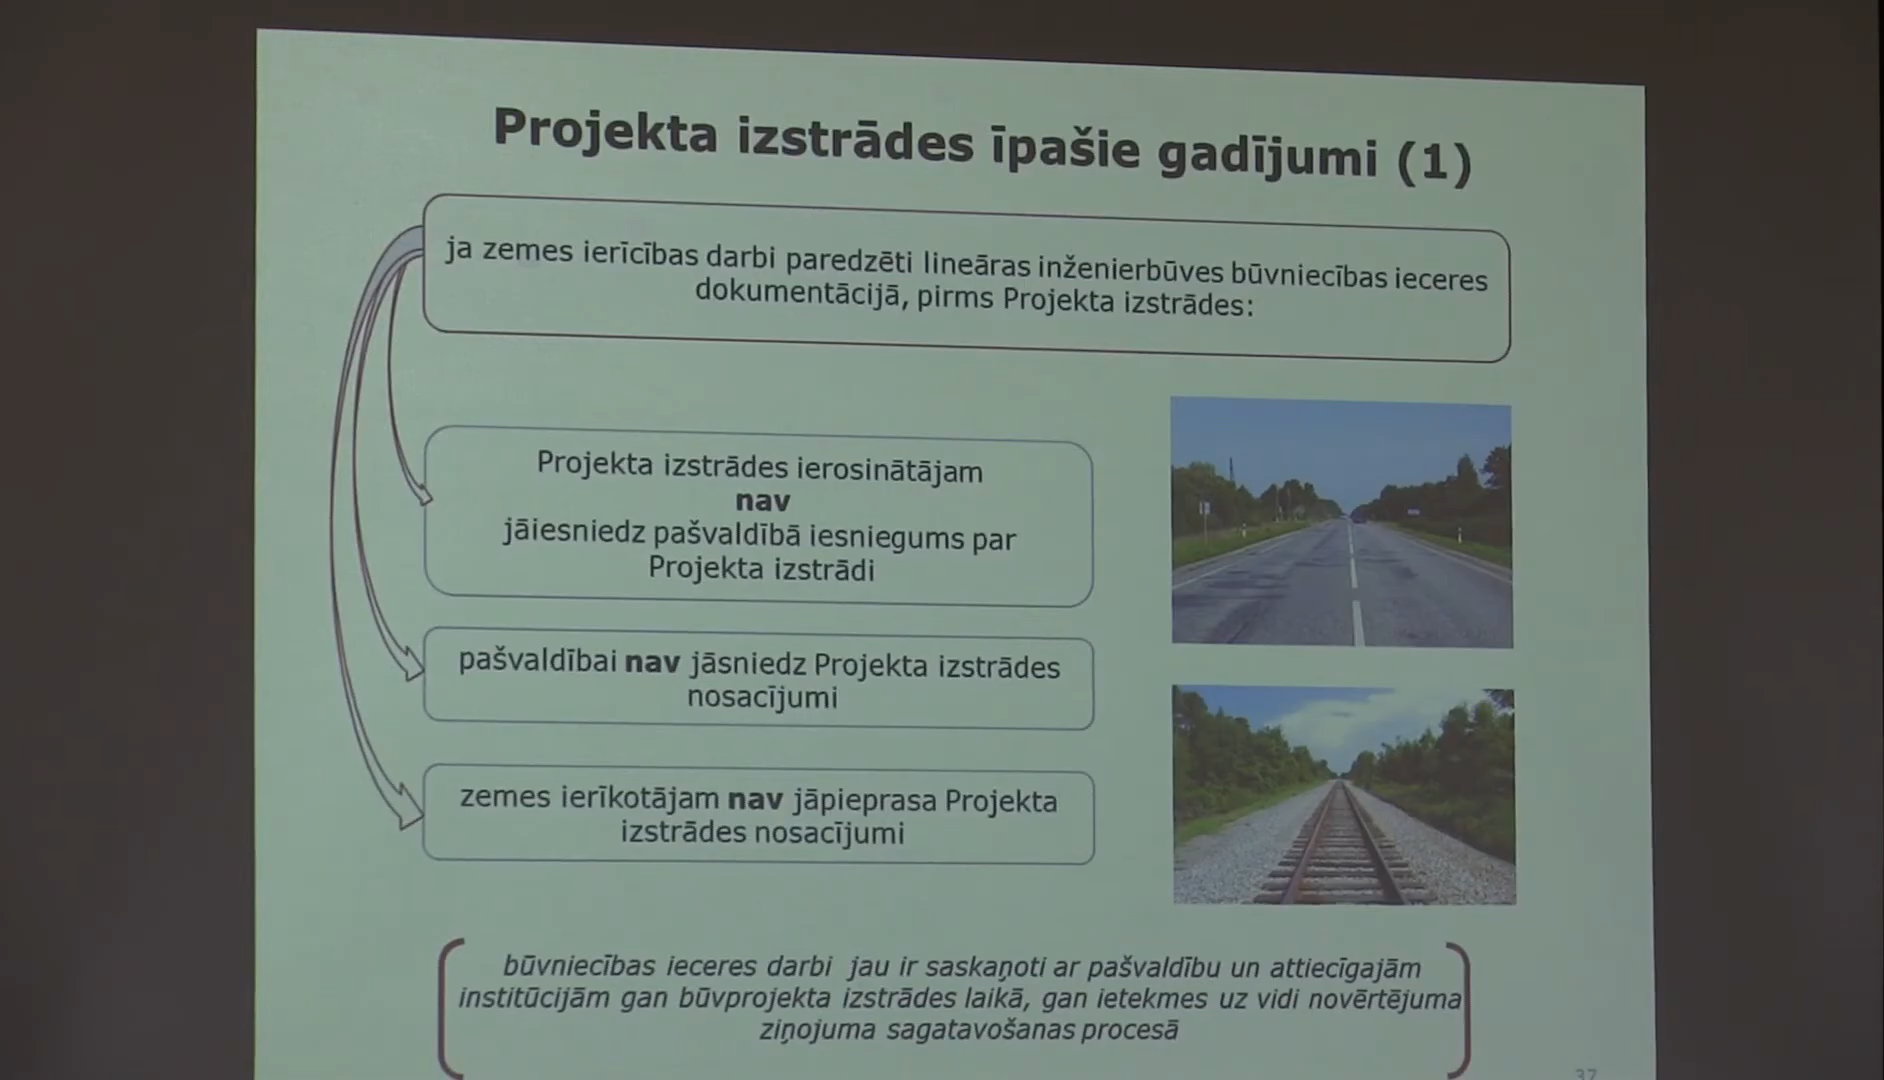 Projekta izstrādes īpašie gadījumi (1)
ja zemes ierīcības darbi paredzēti lineāras inženierbūves būvniecības ieceres
dokumentācijā, pirms Projekta izstrādes:
Projekta izstrādes ierosinātājam
nav
jāiesniedz pašvaldībā iesniegums par
Projekta izstrādi
pašvaldībai nav jāsniedz Projekta izstrādes
nosacījumi
zemes ierīkotājam nav jāpieprasa Projekta
izstrādes nosacījumi
būvniecības ieceres darbi jau ir saskaņoti ar pašvaldību un attiecīgajām
institūcijām gan būvprojekta izstrādes laikā, gan ietekmes uz vidi novērtējuma
ziņojuma sagatavošanas procesā
37